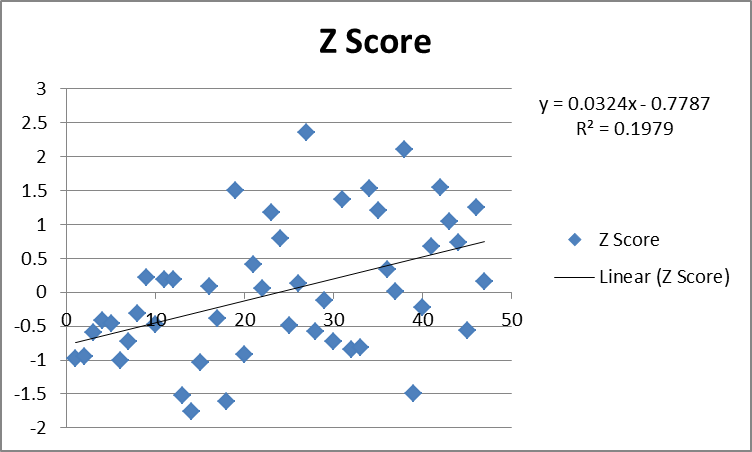 Z Score
y = 0.0324x - 0.7787
R² = 0.1979
3
2.5
2
1.5
1
0.5
0
-0.5
-1
-1.5
-2
0 10 20 30 40 50
Z Score
Linear (Z Score)